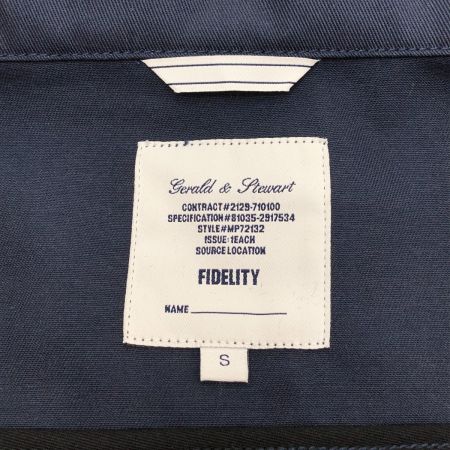 Gerald & Stewart
CONTRACT#2129-710100
SPECIFICATION#81035-2917534
STYLE#MP72132
ISSUE:1EACH
SOURCE LOCATION
FIDELITY
NAME
S